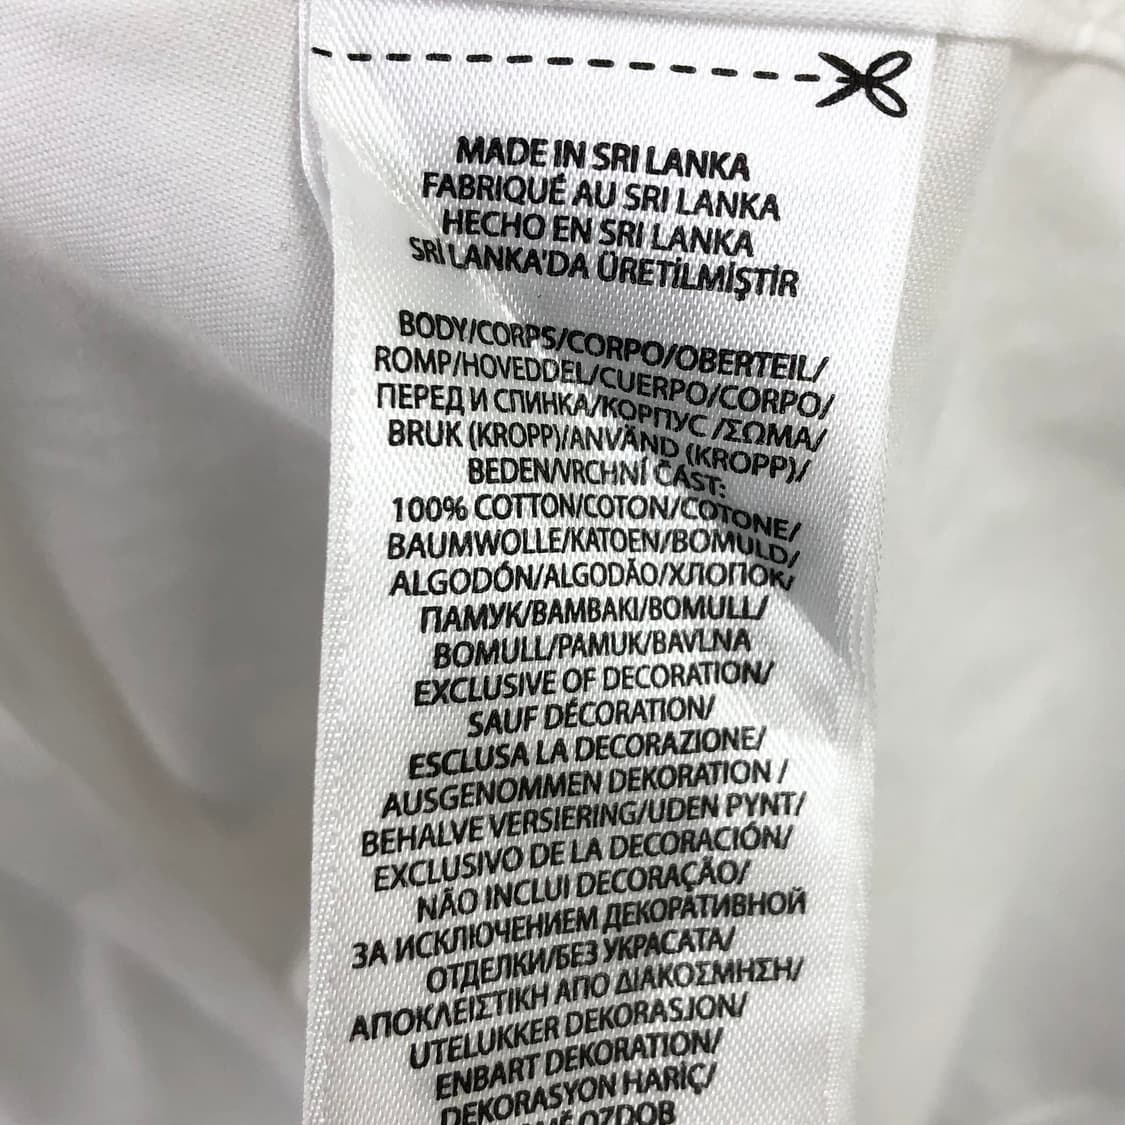 MADE IN SRI LANKA
FABRIQUÉ AU SRI LANKA
HECHO EN SRI LANKA
SRİ LANKA'DA ÜRETİLMİŞTİR
BODY/CORPS/CORPO/OBERTEIL/
ROMP/HOVEDDEL/CUERPO/CORPO/
ПЕРЕД И СПИНКА/КОРПУС /ΣΩΜΑ/
BRUK (KROPP)/ANVÄND (KROPP)/
BEDEN/VRCHNÍ ČÁST:
100% COTTON/COTON/COTONE/
BAUMWOLLE/KATOEN/BOMULD/
ALGODÓN/ALGODÃO/ХЛОПОК/
ПАМУК/BAMBAKI/BOMULL/
BOMULL/PAMUK/BAVLNA
EXCLUSIVE OF DECORATION/
SAUF DÉCORATION/
ESCLUSA LA DECORAZIONE/
AUSGENOMMEN DEKORATION /
BEHALVE VERSIERING/UDEN PYNT/
EXCLUSIVO DE LA DECORACIÓN/
NÃO INCLUI DECORAÇÃO/
ЗА ИСКЛЮЧЕНИЕМ ДЕКОРАТИВНОЙ
ОТДЕЛКИ/БЕЗ УКРАСАТА/
ΑΠΟΚΛΕΙΣΤΙΚΗ ΑΠΟ ΔΙΑΚΟΣΜΗΣΗ/
UTELUKKER DEKORASJON/
ENBART DEKORATION/
DEKORASYON HARİÇ/
OZDOB